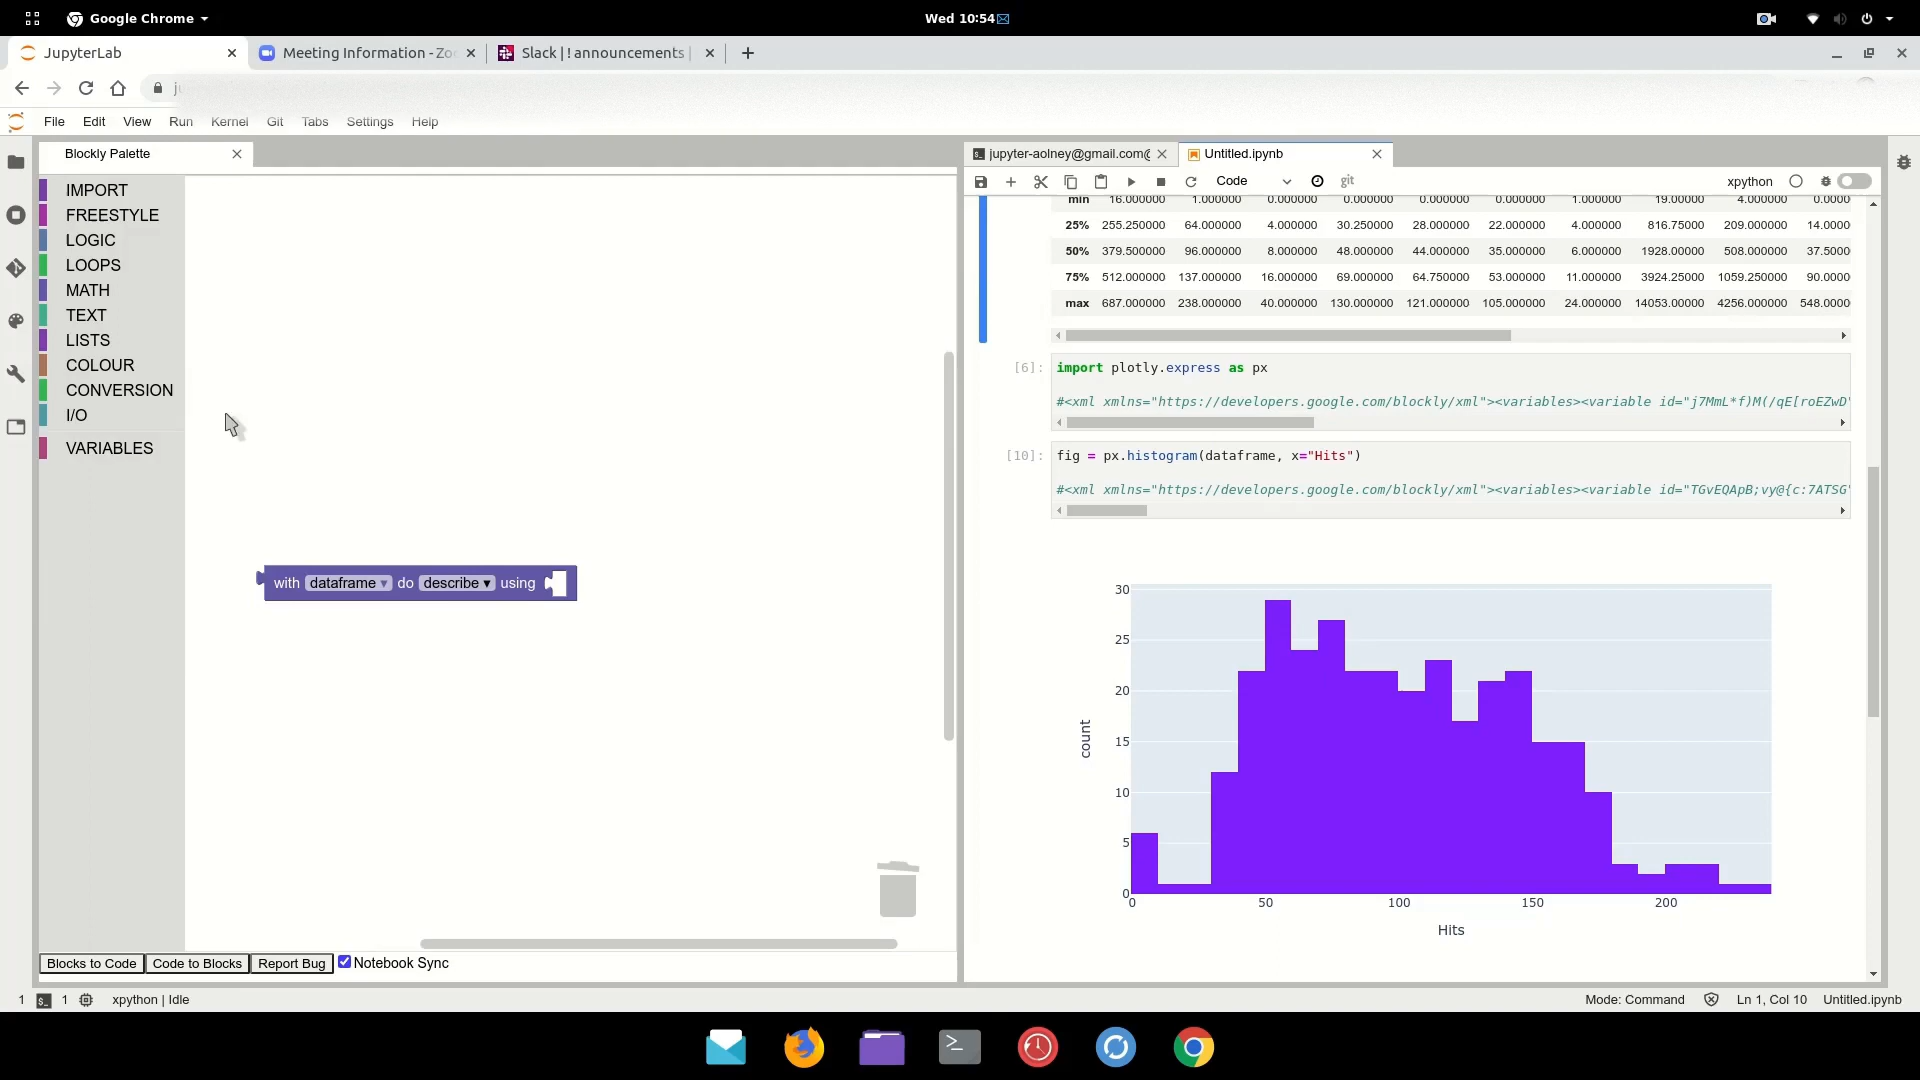 Google Chrome
Wed 10:54
JupyterLab
Meeting Information - Zo
Slack | ! announcements |
File Edit View Run Kernel Git Tabs Settings Help
Blockly Palette
IMPORT
FREESTYLE
LOGIC
LOOPS
MATH
TEXT
LISTS
COLOUR
CONVERSION
I/O
VARIABLES
with dataframe do describe using
Blocks to Code Code to Blocks Report Bug Notebook Sync
jupyter-aolney@gmail.com@ Untitled.ipynb
Code git xpython
min 16.000000 1.000000 0.000000 0.000000 0.000000 0.000000 1.000000 19.00000 4.000000 0.0000
25% 255.250000 64.000000 4.000000 30.250000 28.000000 22.000000 4.000000 816.75000 209.000000 14.0000
50% 379.500000 96.000000 8.000000 48.000000 44.000000 35.000000 6.000000 1928.00000 508.000000 37.5000
75% 512.000000 137.000000 16.000000 69.000000 64.750000 53.000000 11.000000 3924.25000 1059.250000 90.0000
max 687.000000 238.000000 40.000000 130.000000 121.000000 105.000000 24.000000 14053.00000 4256.000000 548.0000
[6]: import plotly.express as px
#<xml xmlns="https://developers.google.com/blockly/xml"><variables><variable id="j7MmL*f)M(/qE[roEZwD"
[10]: fig = px.histogram(dataframe, x="Hits")
#<xml xmlns="https://developers.google.com/blockly/xml"><variables><variable id="TGvEQApB;vy@{c:7ATSG"
30
25
20
15
10
5
0
count
0 50 100 150 200
Hits
1 $_ 1 xpython | Idle Mode: Command Ln 1, Col 10 Untitled.ipynb